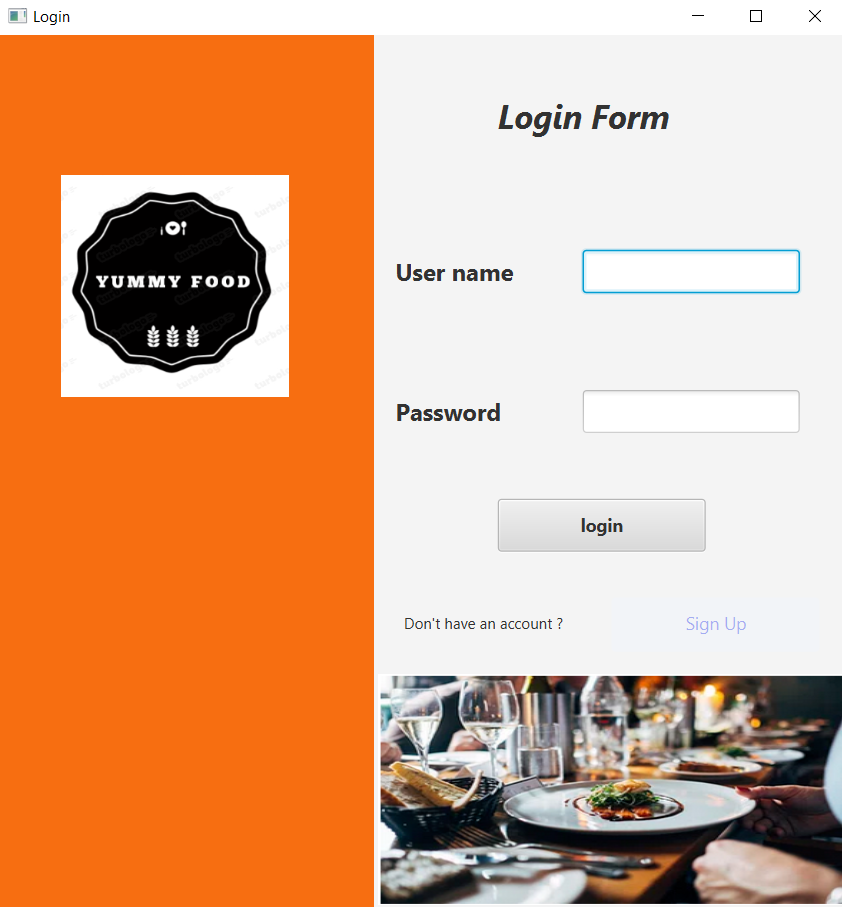 Login
Login Form
YUMMY FOOD
User name
Password
login
Don't have an account ?
Sign Up